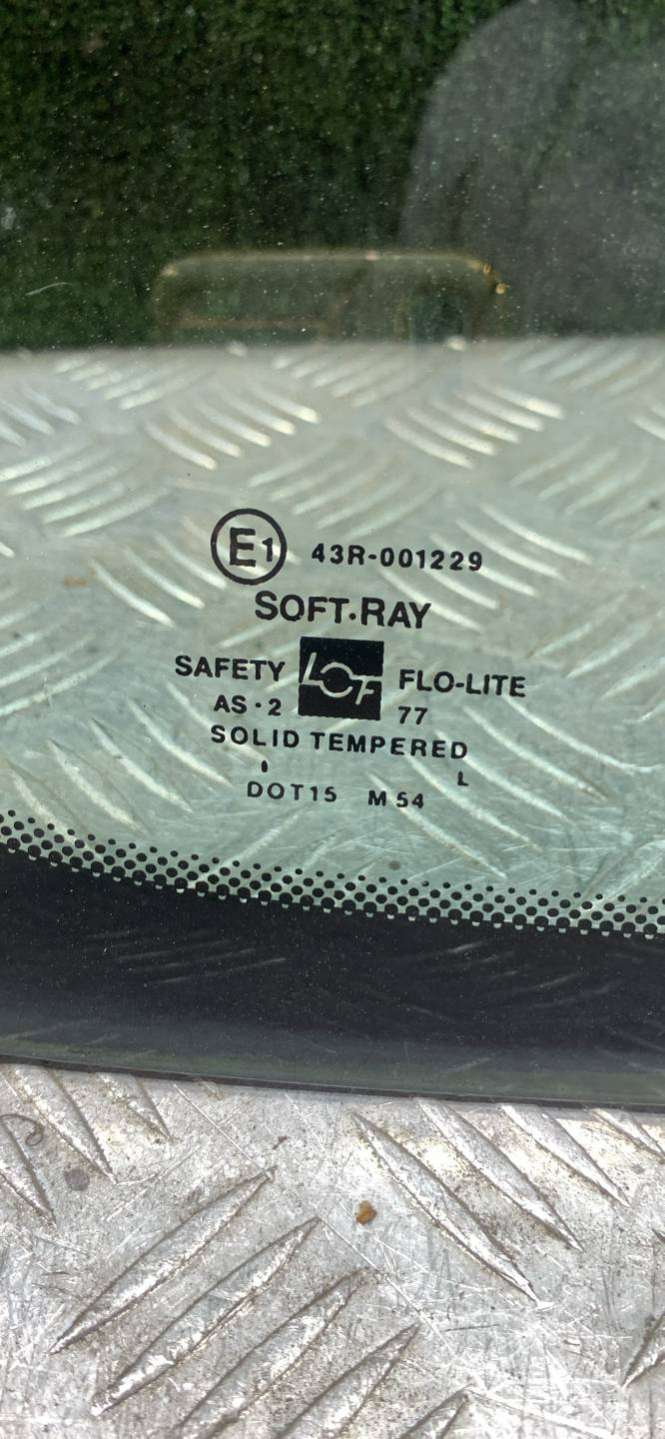 E1 43R-001229
SOFT·RAY
SAFETY LOF FLO-LITE
AS·2 77
SOLID TEMPERED
L
DOT15 M54